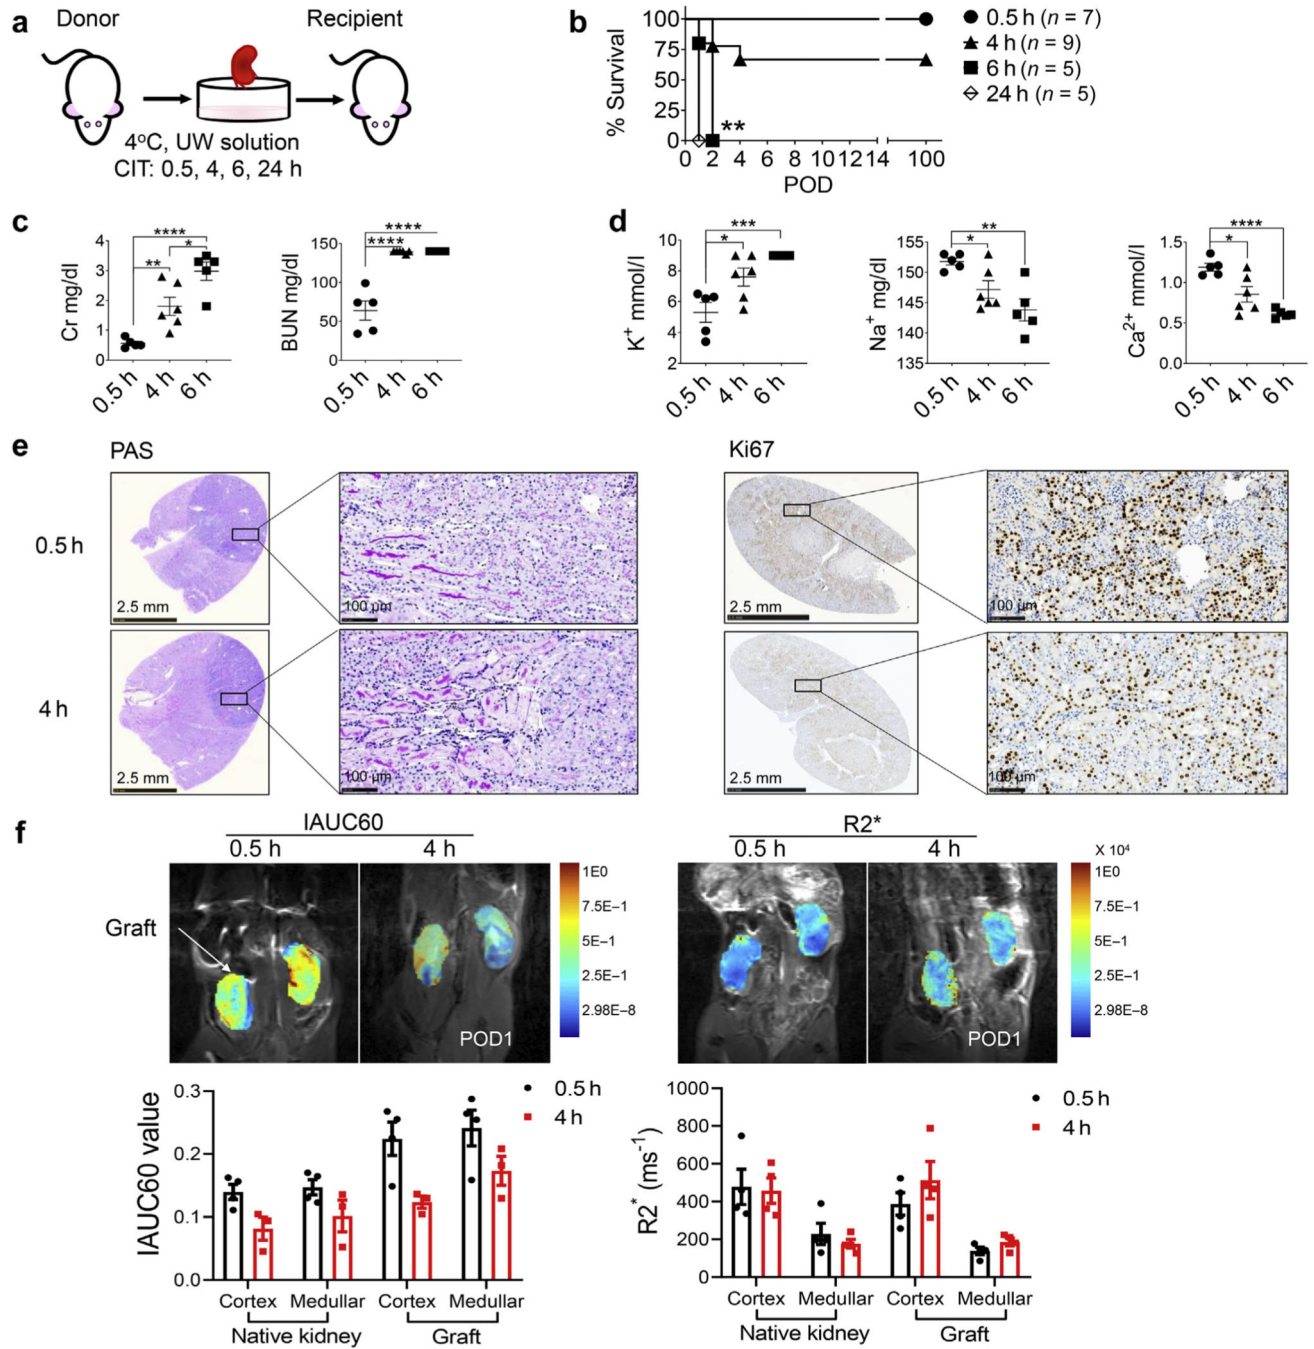 a
Donor
Recipient
4°C, UW solution
CIT: 0.5, 4, 6, 24 h
b
% Survival
100
75
50
25
0
0 2 4 6 8 10 12 14 100
POD
**
0.5 h (n = 7)
4 h (n = 9)
6 h (n = 5)
24 h (n = 5)
c
Cr mg/dl
4
3
2
1
0
****
**
*
0.5 h 4 h 6 h
BUN mg/dl
150
100
50
0
****
****
0.5 h 4 h 6 h
d
K+ mmol/l
10
8
6
4
2
***
*
0.5 h 4 h 6 h
Na+ mg/dl
155
150
145
140
135
**
*
0.5 h 4 h 6 h
Ca2+ mmol/l
1.5
1.0
0.5
0.0
****
*
0.5 h 4 h 6 h
e
PAS
Ki67
0.5 h
2.5 mm
100 µm
2.5 mm
100 µm
4 h
2.5 mm
100 µm
2.5 mm
100 µm
f
IAUC60
0.5 h 4 h
Graft
POD1
1E0
7.5E–1
5E–1
2.5E–1
2.98E–8
R2*
0.5 h 4 h
POD1
X 10⁴
1E0
7.5E–1
5E–1
2.5E–1
2.98E–8
IAUC60 value
0.3
0.2
0.1
0.0
0.5 h
4 h
Cortex Medullar Cortex Medullar
Native kidney Graft
R2* (ms-1)
1000
800
600
400
200
0
0.5 h
4 h
Cortex Medullar Cortex Medullar
Native kidney Graft